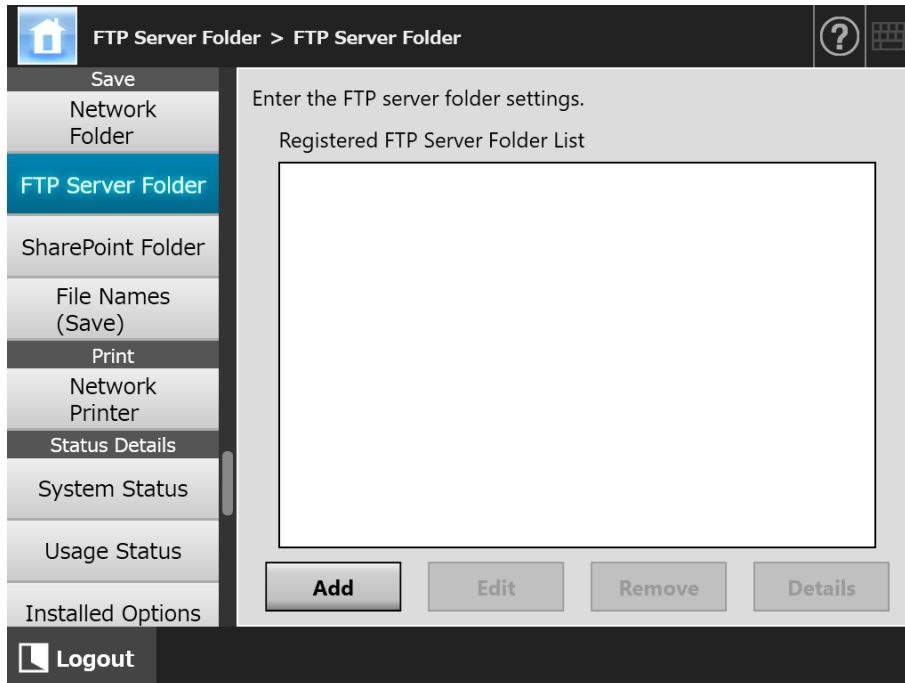 FTP Server Folder > FTP Server Folder
?
Save
Network
Folder
FTP Server Folder
SharePoint Folder
File Names
(Save)
Print
Network
Printer
Status Details
System Status
Usage Status
Installed Options
Enter the FTP server folder settings.
Registered FTP Server Folder List
Add
Edit
Remove
Details
Logout